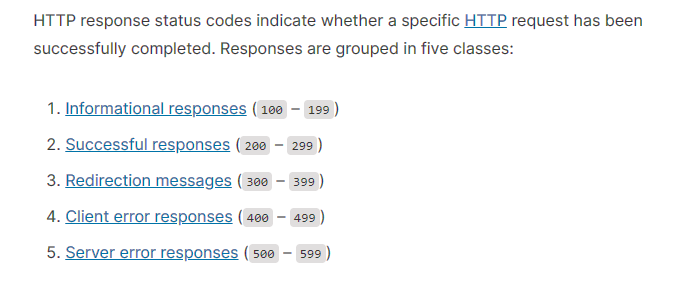 HTTP response status codes indicate whether a specific HTTP request has been
successfully completed. Responses are grouped in five classes:
1. Informational responses (100 – 199)
2. Successful responses (200 – 299)
3. Redirection messages (300 – 399)
4. Client error responses (400 – 499)
5. Server error responses (500 – 599)